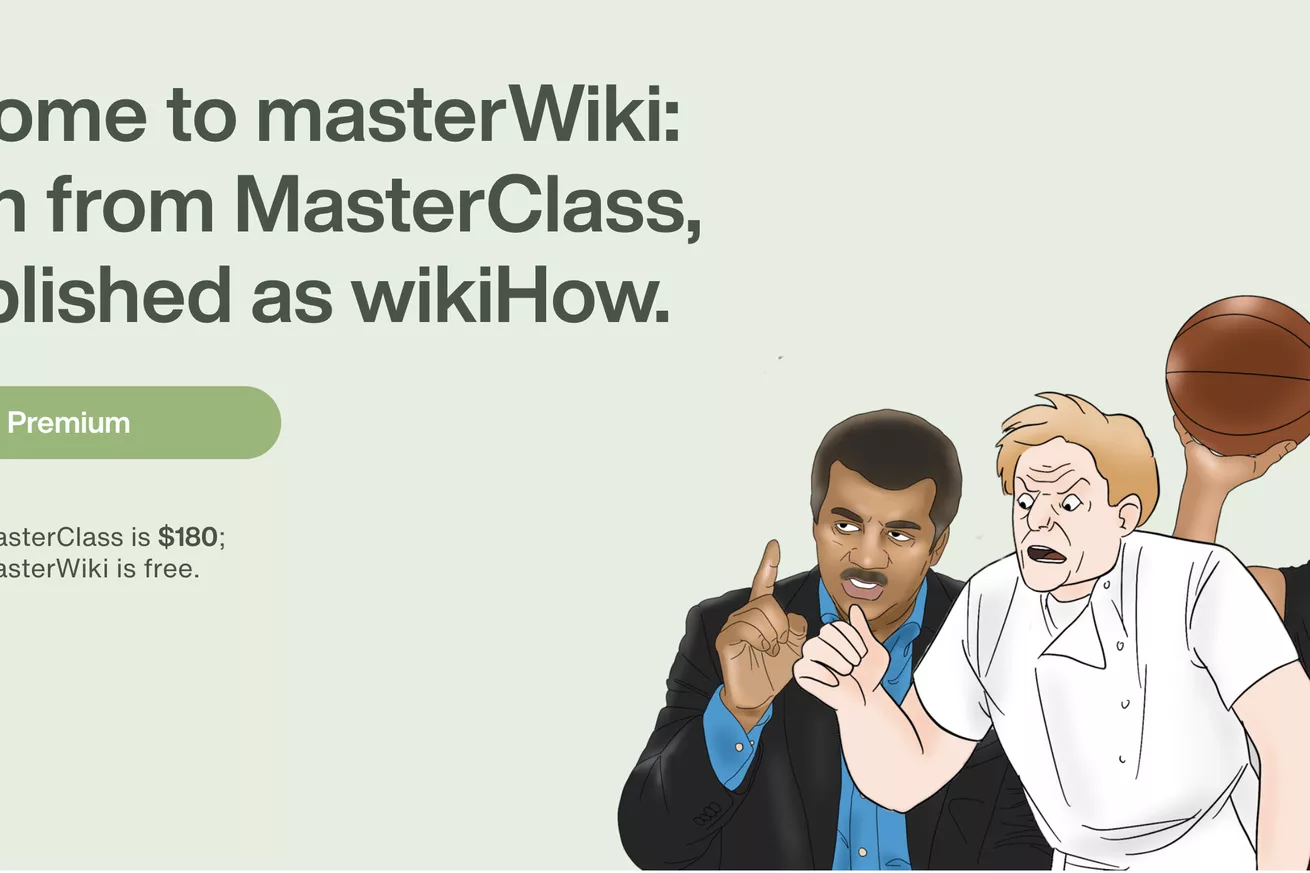 ome to masterWiki:
n from MasterClass,
blished as wikiHow.
Premium
asterClass is $180;
asterWiki is free.